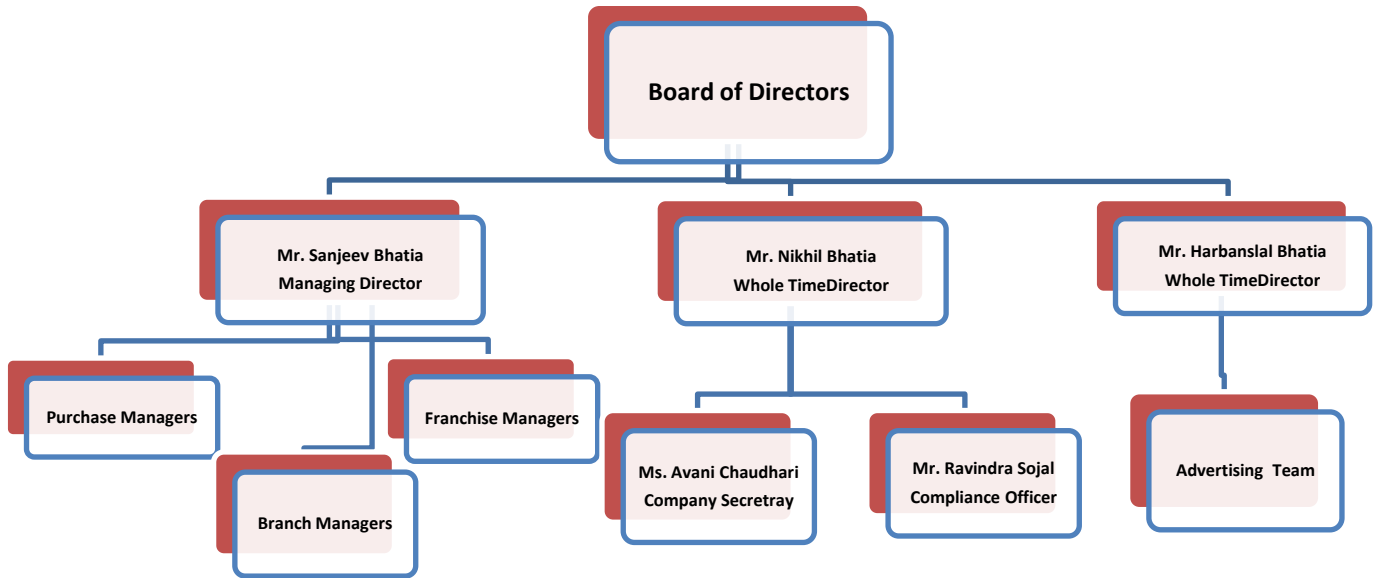 Board of Directors
Mr. Sanjeev Bhatia
Managing Director
Mr. Nikhil Bhatia
Whole TimeDirector
Mr. Harbanslal Bhatia
Whole TimeDirector
Purchase Managers
Franchise Managers
Branch Managers
Ms. Avani Chaudhari
Company Secretray
Mr. Ravindra Sojal
Compliance Officer
Advertising Team